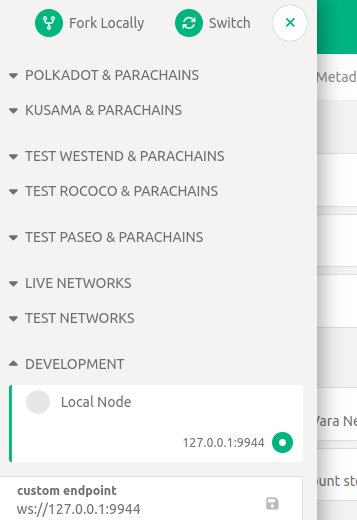 Fork Locally
Switch
POLKADOT & PARACHAINS
Metad
KUSAMA & PARACHAINS
TEST WESTEND & PARACHAINS
TEST ROCOCO & PARACHAINS
TEST PASEO & PARACHAINS
LIVE NETWORKS
TEST NETWORKS
DEVELOPMENT
Local Node
Vara Ne
127.0.0.1:9944
ount st
custom endpoint
ws://127.0.0.1:9944